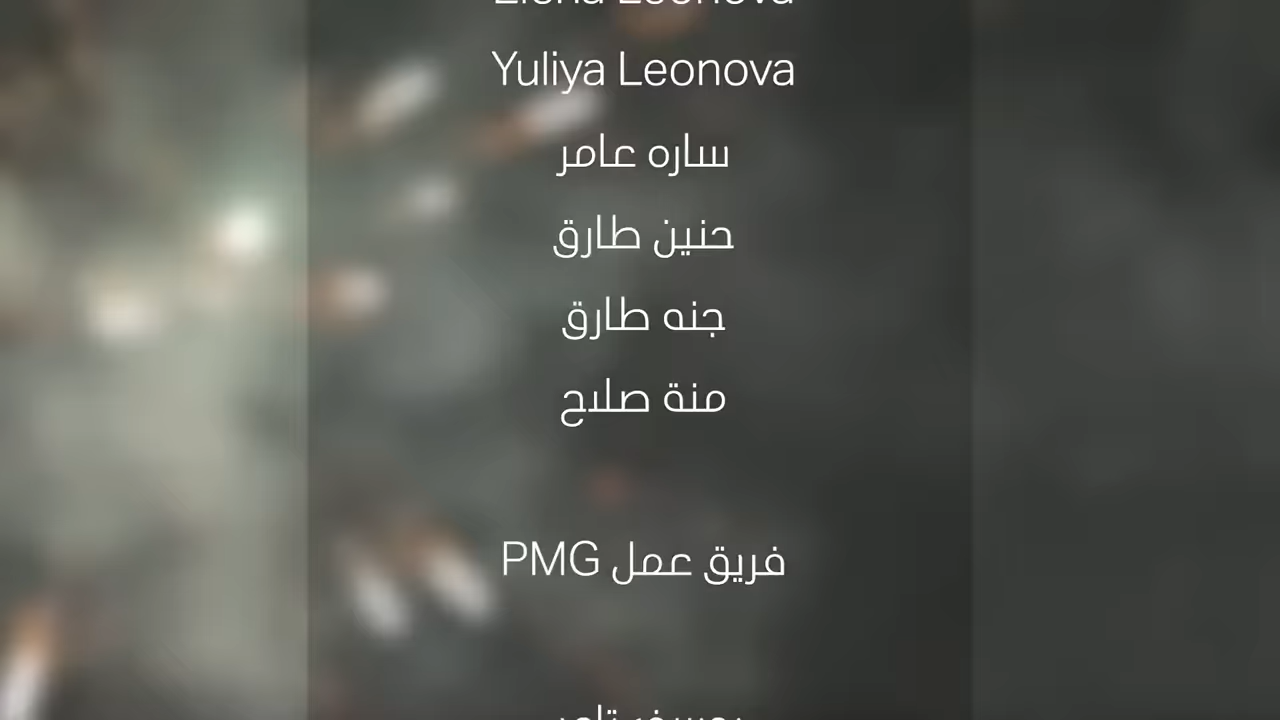 Yuliya Leonova
ساره عامر
حنين طارق
جنه طارق
منة صلاح
فريق عمل PMG